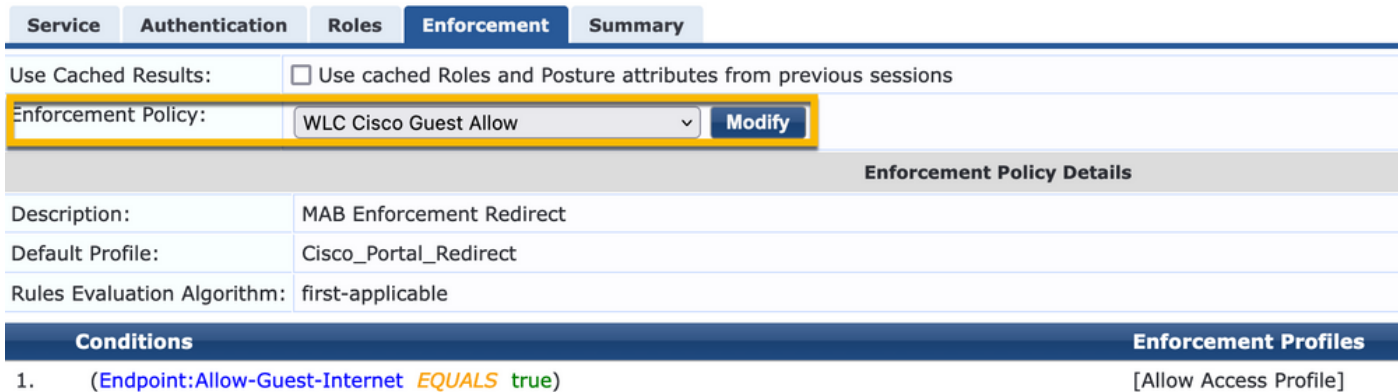 Service Authentication Roles Enforcement Summary
Use Cached Results: Use cached Roles and Posture attributes from previous sessions
Enforcement Policy: WLC Cisco Guest Allow Modify
Enforcement Policy Details
Description: MAB Enforcement Redirect
Default Profile: Cisco_Portal_Redirect
Rules Evaluation Algorithm: first-applicable
Conditions Enforcement Profiles
1. (Endpoint:Allow-Guest-Internet EQUALS true) [Allow Access Profile]